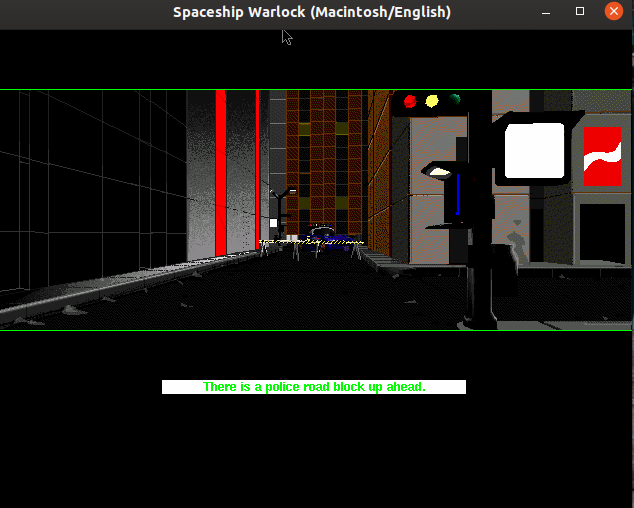 Spaceship Warlock (Macintosh/English)
There is a police road block up ahead.